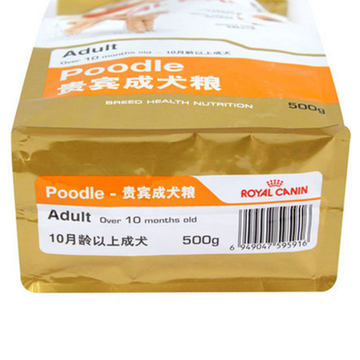 Adult
Over 10 months old ... 10月龄以上成犬
Poodle
贵宾成犬粮
BREED HEALTH NUTRITION
500g
Poodle - 贵宾成犬粮
ROYAL CANIN
Adult Over 10 months old
10月龄以上成犬 500g
6 949047 595916